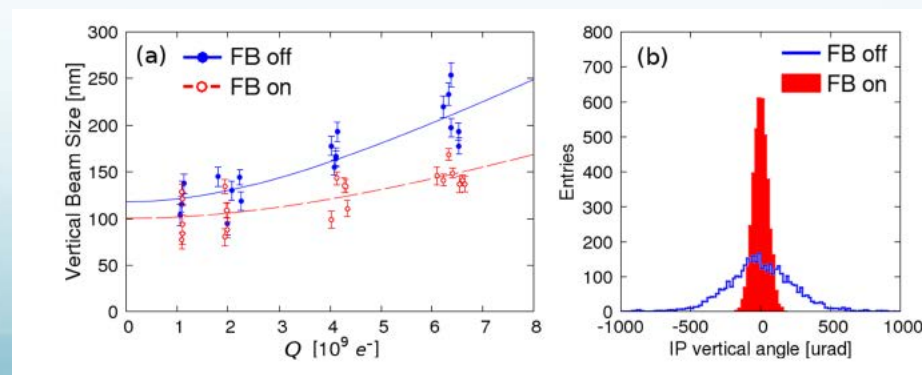 (a)
FB off
FB on
Vertical Beam Size [nm]
300
250
200
150
100
50
0
0 1 2 3 4 5 6 7 8
Q [10⁹ e⁻]
(b)
FB off
FB on
Entries
800
700
600
500
400
300
200
100
0
-1000 -500 0 500 1000
IP vertical angle [urad]